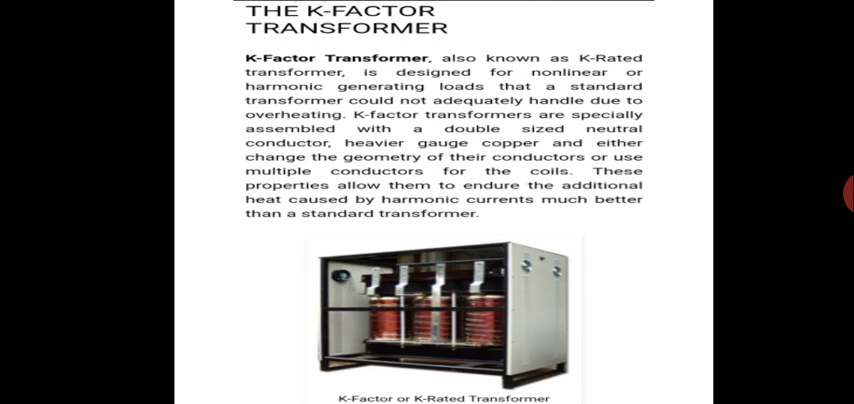 THE K-FACTOR
TRANSFORMER
K-Factor Transformer, also known as K-Rated
transformer, is designed for nonlinear or
harmonic generating loads that a standard
transformer could not adequately handle due to
overheating. K-factor transformers are specially
assembled with a double sized neutral
conductor, heavier gauge copper and either
change the geometry of their conductors or use
multiple conductors for the coils. These
properties allow them to endure the additional
heat caused by harmonic currents much better
than a standard transformer.
K-Factor or K-Rated Transformer